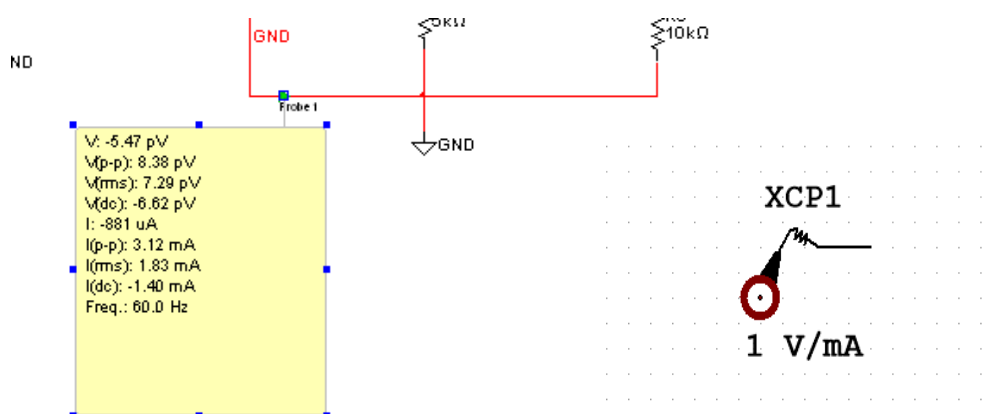 GND
10kΩ
ND
Probe 1
V: -5.47 pV
V(p-p): 8.38 pV
V(rms): 7.29 pV
V(dc): -6.62 pV
I: -881 uA
I(p-p): 3.12 mA
I(rms): 1.83 mA
I(dc): -1.40 mA
Freq.: 60.0 Hz
GND
XCP1
1 V/mA